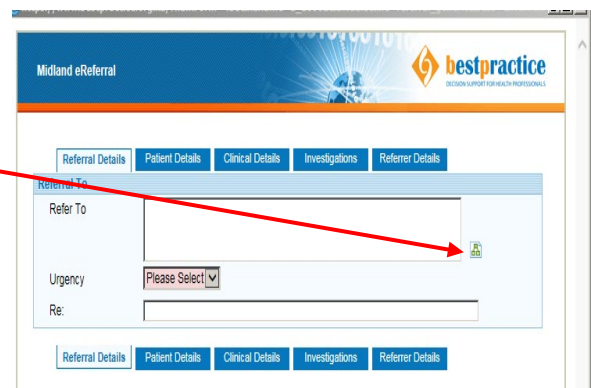 Midland eReferral
bestpractice
DECISION SUPPORT FOR HEALTH PROFESSIONALS
Referral Details Patient Details Clinical Details Investigations Referrer Details
Referral To
Refer To
Urgency Please Select
Re:
Referral Details Patient Details Clinical Details Investigations Referrer Details